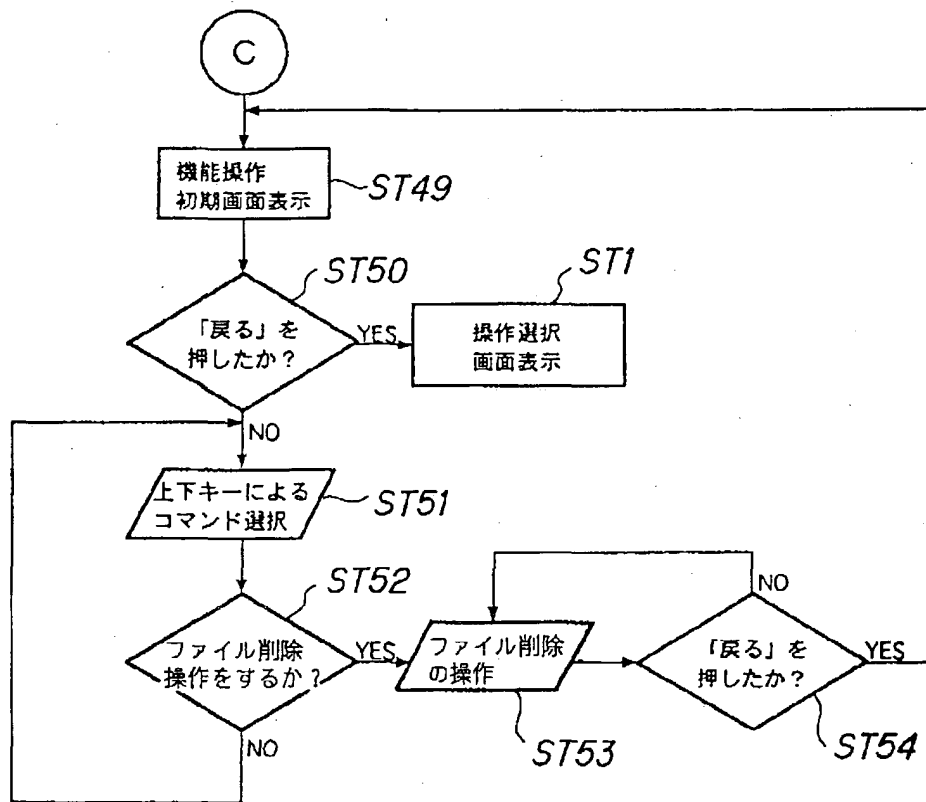 C
機能操作
初期画面表示
ST49
ST50
「戻る」を
押したか?
YES
ST1
操作選択
画面表示
NO
上下キーによる
コマンド選択
ST51
ST52
ファイル削除
操作をするか?
YES
NO
ファイル削除
の操作
ST53
NO
「戻る」を
押したか?
YES
ST54